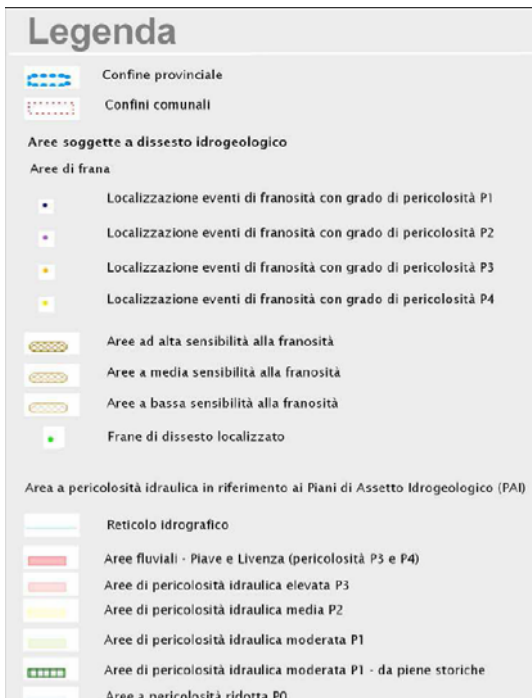 Legenda
Confine provinciale
Confini comunali
Aree soggette a dissesto idrogeologico
Aree di frana
Localizzazione eventi di franosità con grado di pericolosità P1
Localizzazione eventi di franosità con grado di pericolosità P2
Localizzazione eventi di franosità con grado di pericolosità P3
Localizzazione eventi di franosità con grado di pericolosità P4
Aree ad alta sensibilità alla franosità
Aree a media sensibilità alla franosità
Aree a bassa sensibilità alla franosità
Frane di dissesto localizzato
Area a pericolosità idraulica in riferimento ai Piani di Assetto Idrogeologico (PAI)
Reticolo idrografico
Aree fluviali - Piave e Livenza (pericolosità P3 e P4)
Aree di pericolosità idraulica elevata P3
Aree di pericolosità idraulica media P2
Aree di pericolosità idraulica moderata P1
Aree di pericolosità idraulica moderata P1 - da piene storiche
Aree a pericolosità ridotta P0